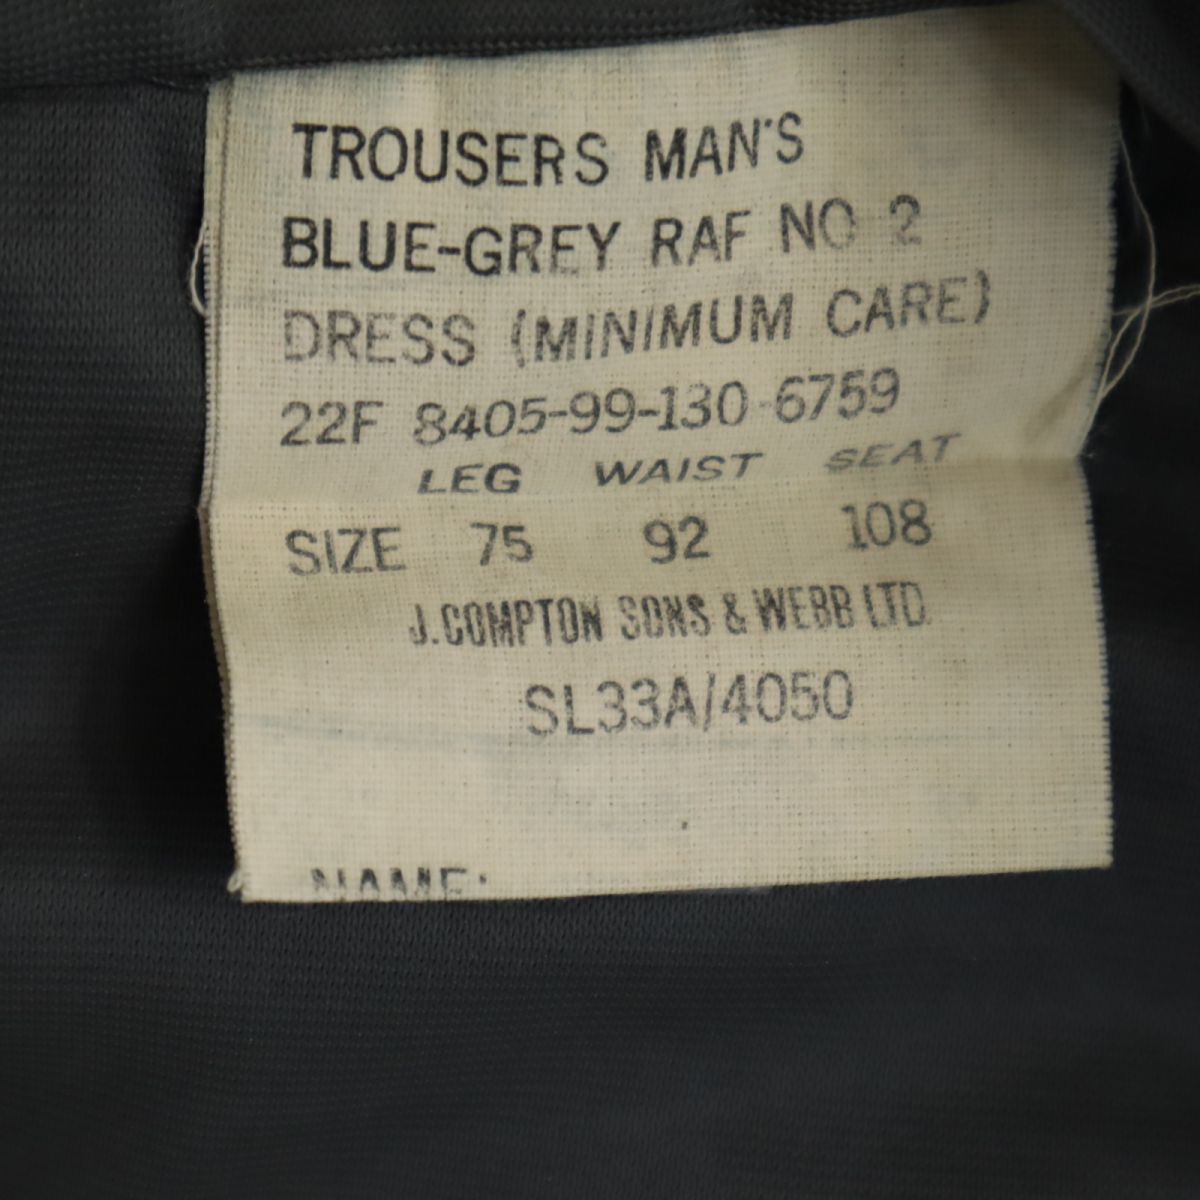 TROUSERS MAN'S
BLUE-GREY RAF NO 2
DRESS (MINIMUM CARE)
22F 8405-99-130-6759
LEG WAIST SEAT
SIZE 75 92 108
J. COMPTON SONS & WEBB LTD.
SL33A/4050
NAME: